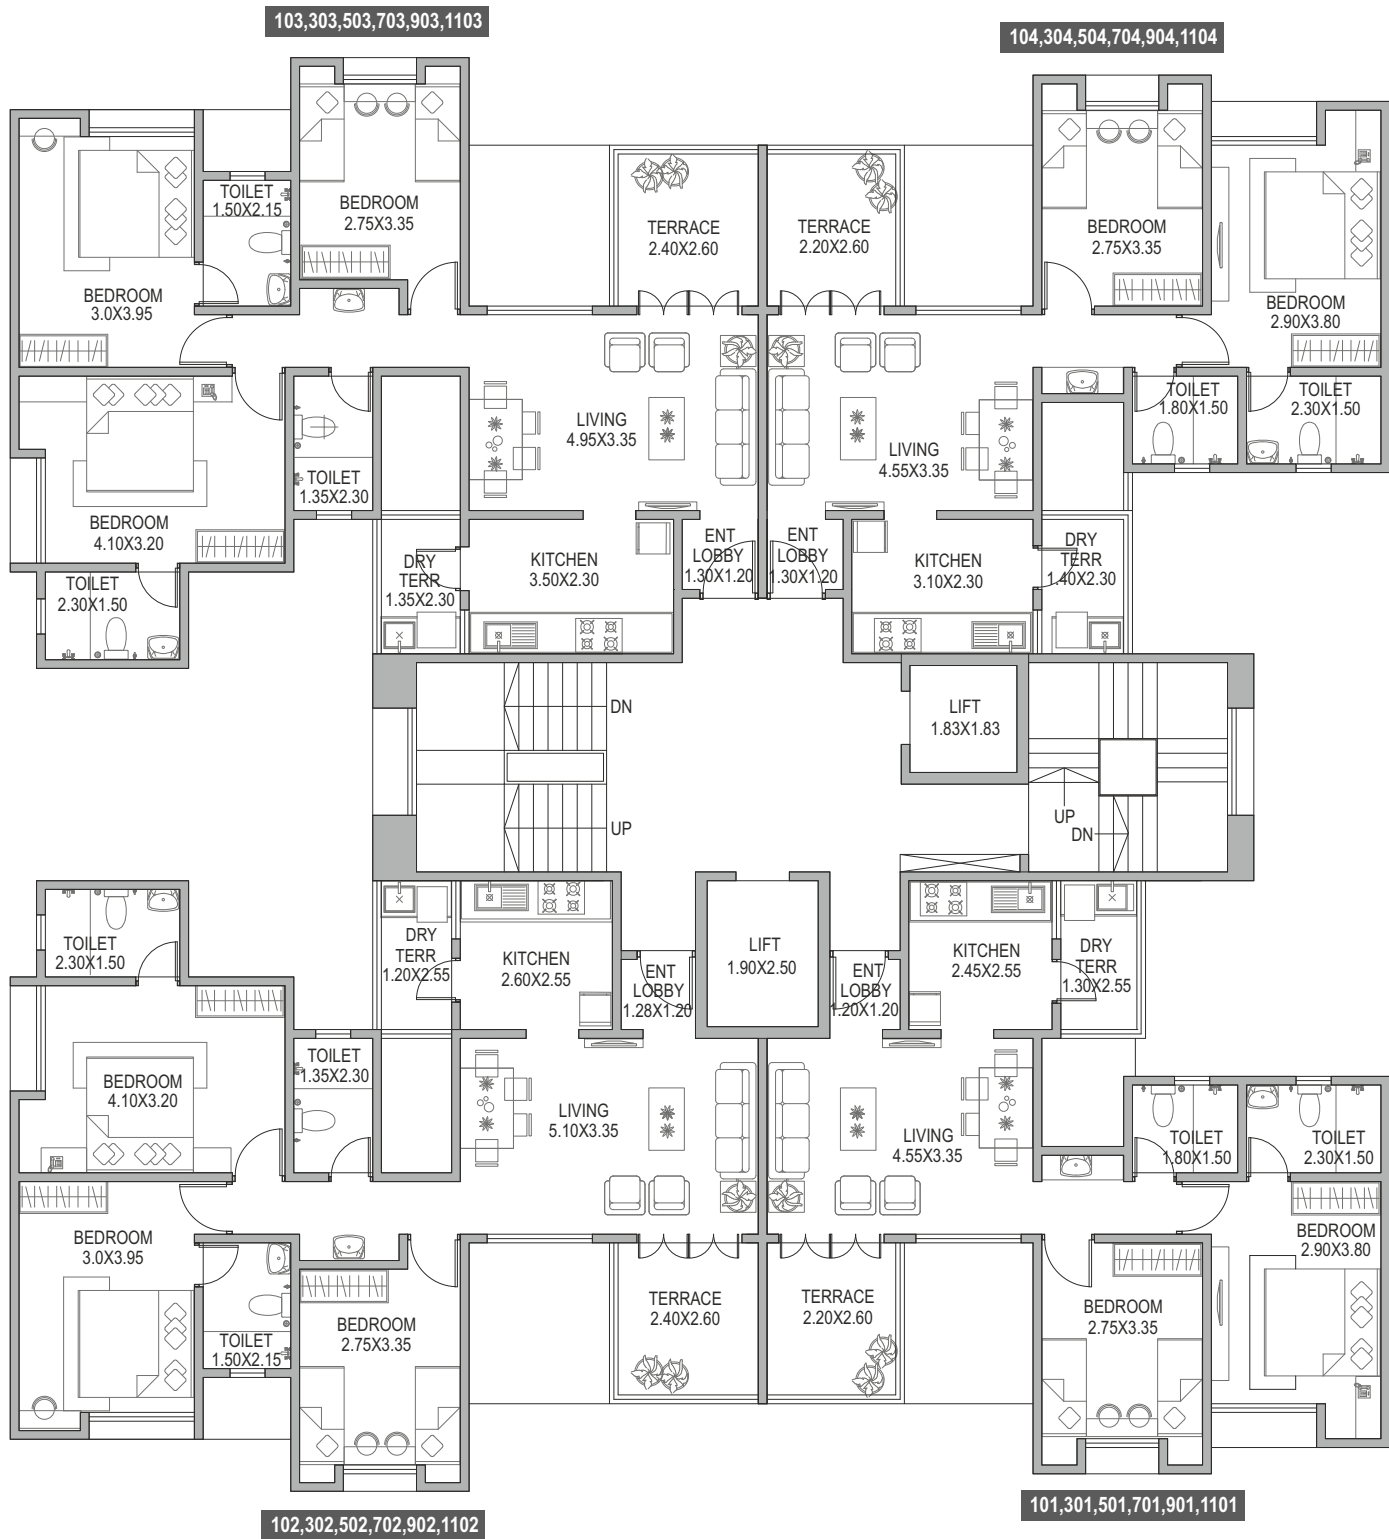 103,303,503,703,903,1103
104,304,504,704,904,1104
TOILET
1.50X2.15
BEDROOM
2.75X3.35
TERRACE
2.40X2.60
TERRACE
2.20X2.60
BEDROOM
2.75X3.35
BEDROOM
3.0X3.95
BEDROOM
2.90X3.80
TOILET
1.80X1.50
TOILET
2.30X1.50
LIVING
4.95X3.35
LIVING
4.55X3.35
TOILET
1.35X2.30
BEDROOM
4.10X3.20
DRY
TERR
1.35X2.30
KITCHEN
3.50X2.30
ENT
LOBBY
1.30X1.20
ENT
LOBBY
1.30X1.20
KITCHEN
3.10X2.30
DRY
TERR
1.40X2.30
TOILET
2.30X1.50
DN
LIFT
1.83X1.83
UP
UP
DN
TOILET
2.30X1.50
DRY
TERR
1.20X2.55
KITCHEN
2.60X2.55
ENT
LOBBY
1.28X1.20
LIFT
1.90X2.50
ENT
LOBBY
1.20X1.20
KITCHEN
2.45X2.55
DRY
TERR
1.30X2.55
TOILET
1.35X2.30
BEDROOM
4.10X3.20
LIVING
5.10X3.35
LIVING
4.55X3.35
TOILET
1.80X1.50
TOILET
2.30X1.50
BEDROOM
3.0X3.95
BEDROOM
2.90X3.80
TERRACE
2.40X2.60
TERRACE
2.20X2.60
BEDROOM
2.75X3.35
BEDROOM
2.75X3.35
TOILET
1.50X2.15
101,301,501,701,901,1101
102,302,502,702,902,1102